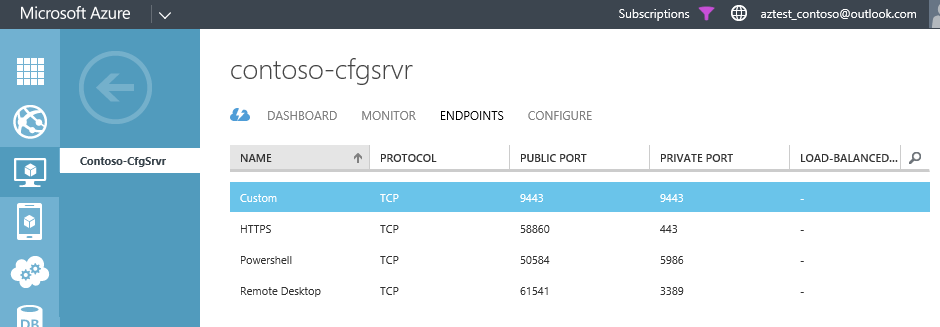 Microsoft Azure Subscriptions aztest_contoso@outlook.com
contoso-cfgsrvr
DASHBOARD MONITOR ENDPOINTS CONFIGURE
Contoso-CfgSrvr
NAME PROTOCOL PUBLIC PORT PRIVATE PORT LOAD-BALANCED...
Custom TCP 9443 9443 -
HTTPS TCP 58860 443 -
Powershell TCP 50584 5986 -
Remote Desktop TCP 61541 3389 -
DB